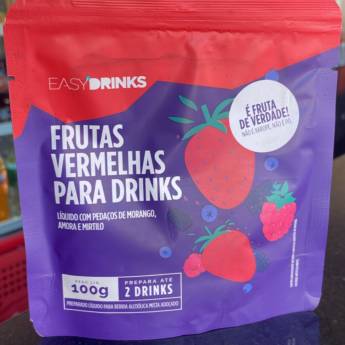 EASYDRINKS
FRUTAS
VERMELHAS
PARA DRINKS
É FRUTA
DE VERDADE!
NÃO É XAROPE, NÃO É PÓ.
LÍQUIDO COM PEDAÇOS DE MORANGO,
AMORA E MIRTILO
100g
PREPARA ATÉ
2 DRINKS
PREPARADO LÍQUIDO PARA BEBIDA ALCOÓLICA MISTA ADOÇADO